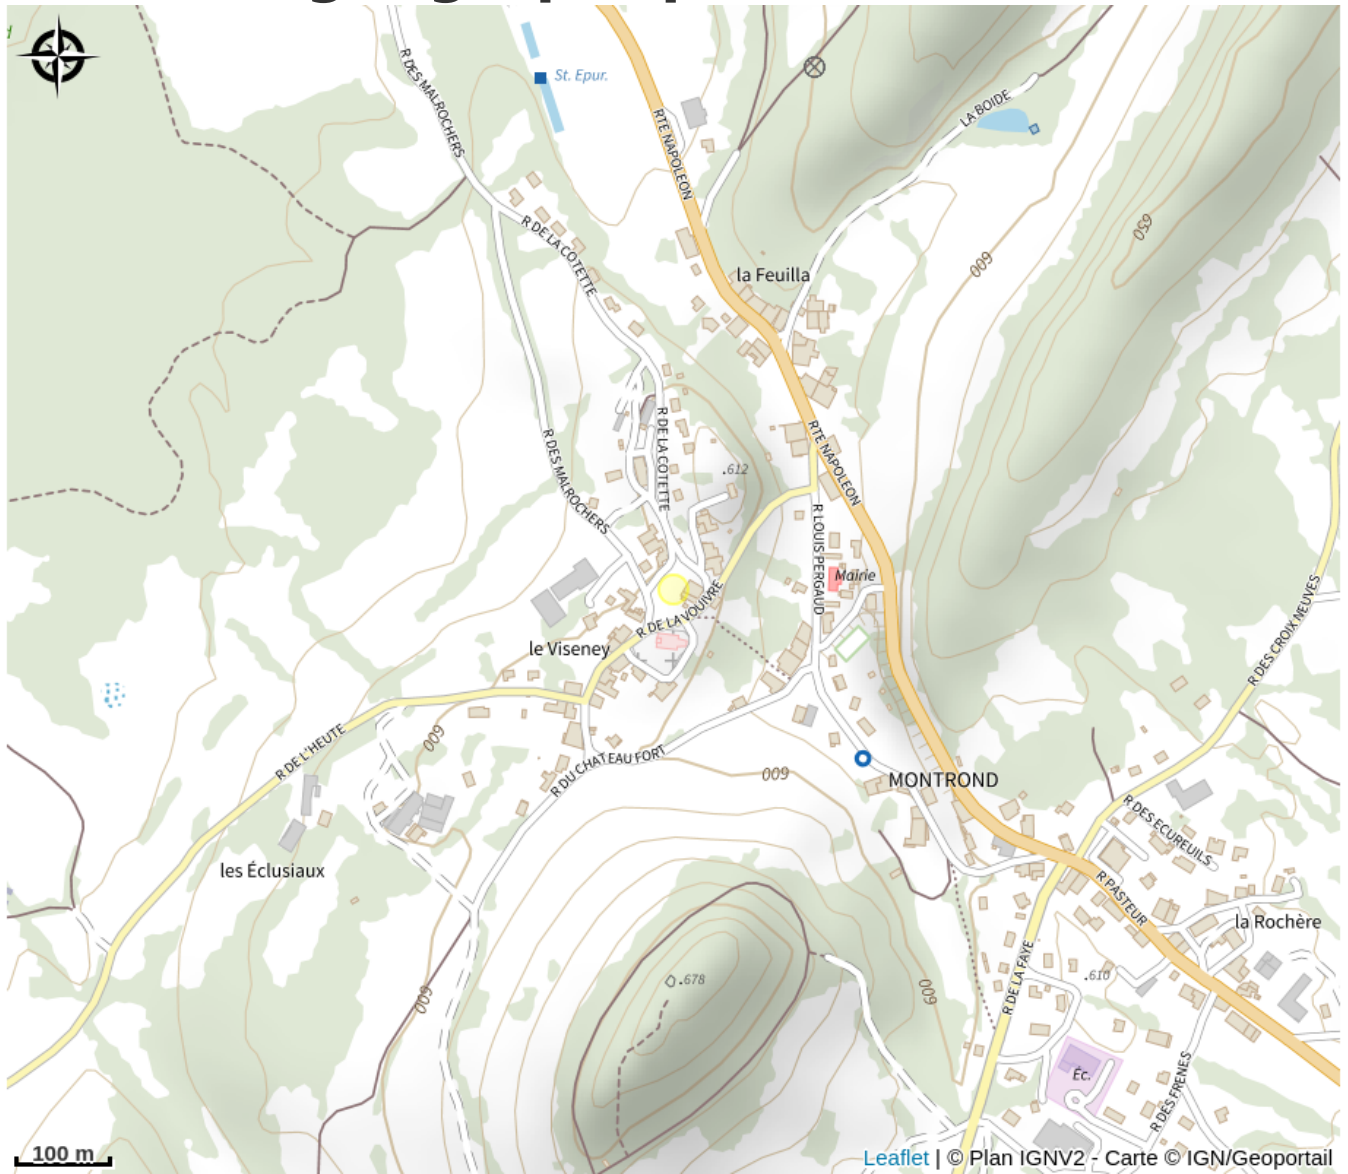 R DES MALROCHERS
St. Epur.
RTE NAPOLEON
LA BOIDE
R DE LA COTETTE
la Feuilla
600
650
R DE LA COTETTE
.612
R DES MALROCHERS
RTE NAPOLEON
R LOUIS PERGAUD
Mairie
R DE LA VOUIVRE
le Viseney
R DES CROIX NEUVES
600
R DE L'HEUTE
R DU CHATEAU FORT
600
MONTROND
R DES ECUREUILS
les Éclusiaux
R PASTEUR
la Rochère
.678
600
600
R DE LA FAYE
.610
Éc.
R DES FRENES
100 m
Leaflet | © Plan IGNV2 - Carte © IGN/Geoportail